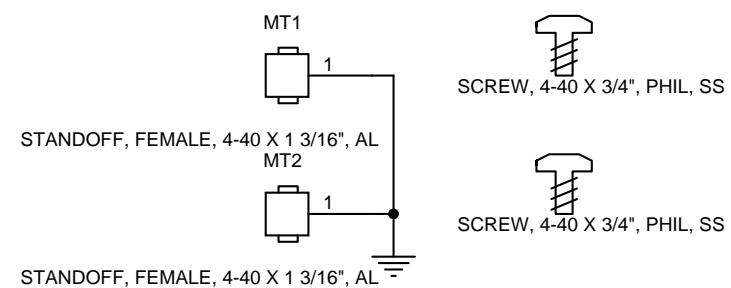 MT1
1
SCREW, 4-40 X 3/4", PHIL, SS
STANDOFF, FEMALE, 4-40 X 1 3/16", AL
MT2
1
SCREW, 4-40 X 3/4", PHIL, SS
STANDOFF, FEMALE, 4-40 X 1 3/16", AL